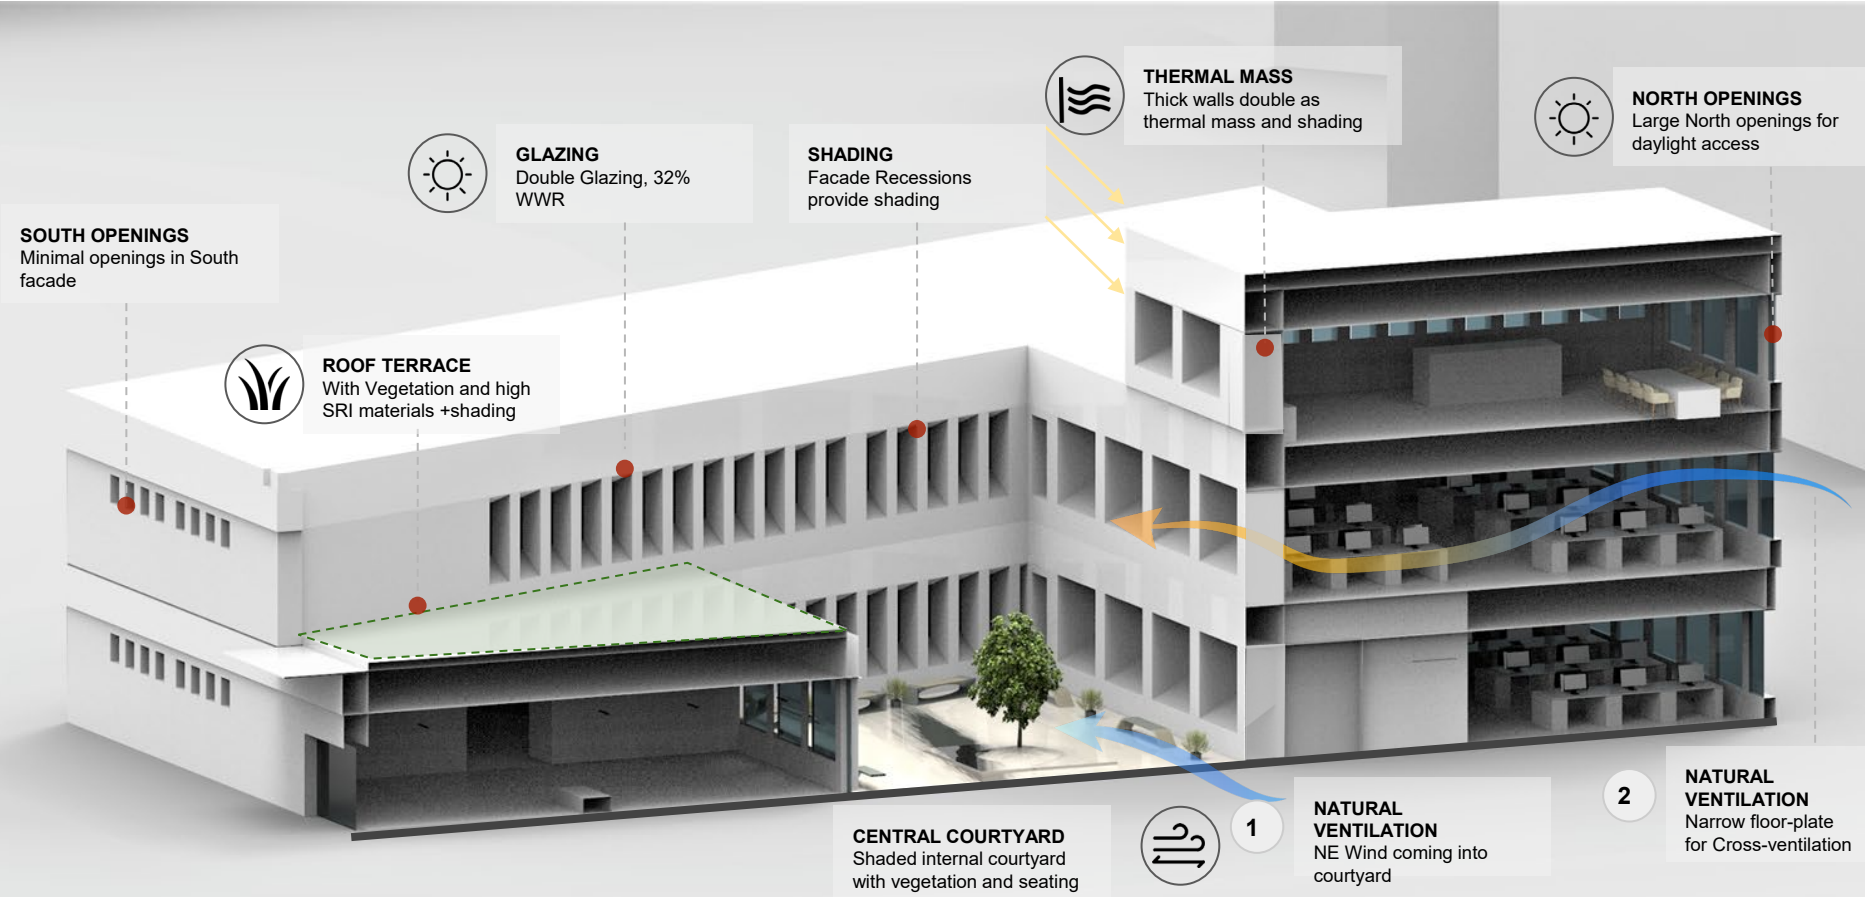 THERMAL MASS
Thick walls double as
thermal mass and shading
NORTH OPENINGS
Large North openings for
daylight access
GLAZING
Double Glazing, 32%
WWR
SHADING
Facade Recessions
provide shading
SOUTH OPENINGS
Minimal openings in South
facade
ROOF TERRACE
With Vegetation and high
SRI materials +shading
CENTRAL COURTYARD
Shaded internal courtyard
with vegetation and seating
1
NATURAL
VENTILATION
NE Wind coming into
courtyard
2
NATURAL
VENTILATION
Narrow floor-plate
for Cross-ventilation